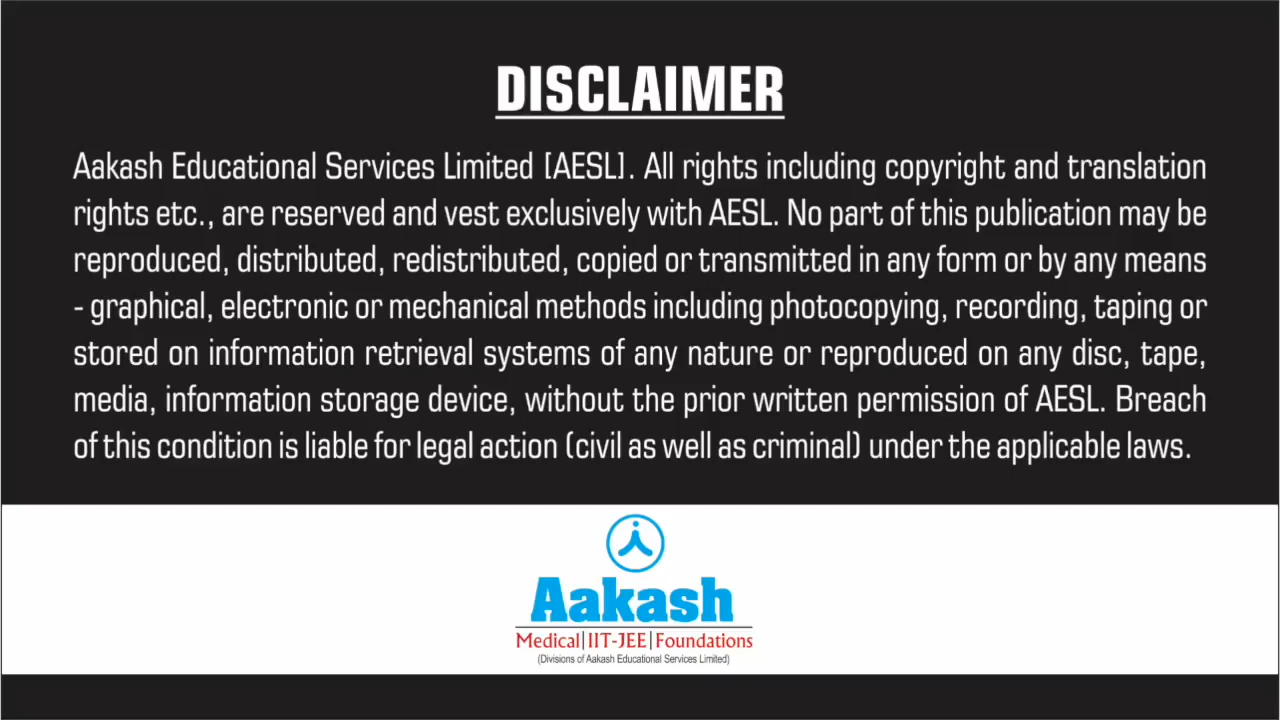 DISCLAIMER
Aakash Educational Services Limited [AESL]. All rights including copyright and translation
rights etc., are reserved and vest exclusively with AESL. No part of this publication may be
reproduced, distributed, redistributed, copied or transmitted in any form or by any means
- graphical, electronic or mechanical methods including photocopying, recording, taping or
stored on information retrieval systems of any nature or reproduced on any disc, tape,
media, information storage device, without the prior written permission of AESL. Breach
of this condition is liable for legal action (civil as well as criminal) under the applicable laws.
Aakash
Medical|IIT-JEE|Foundations
(Divisions of Aakash Educational Services Limited)